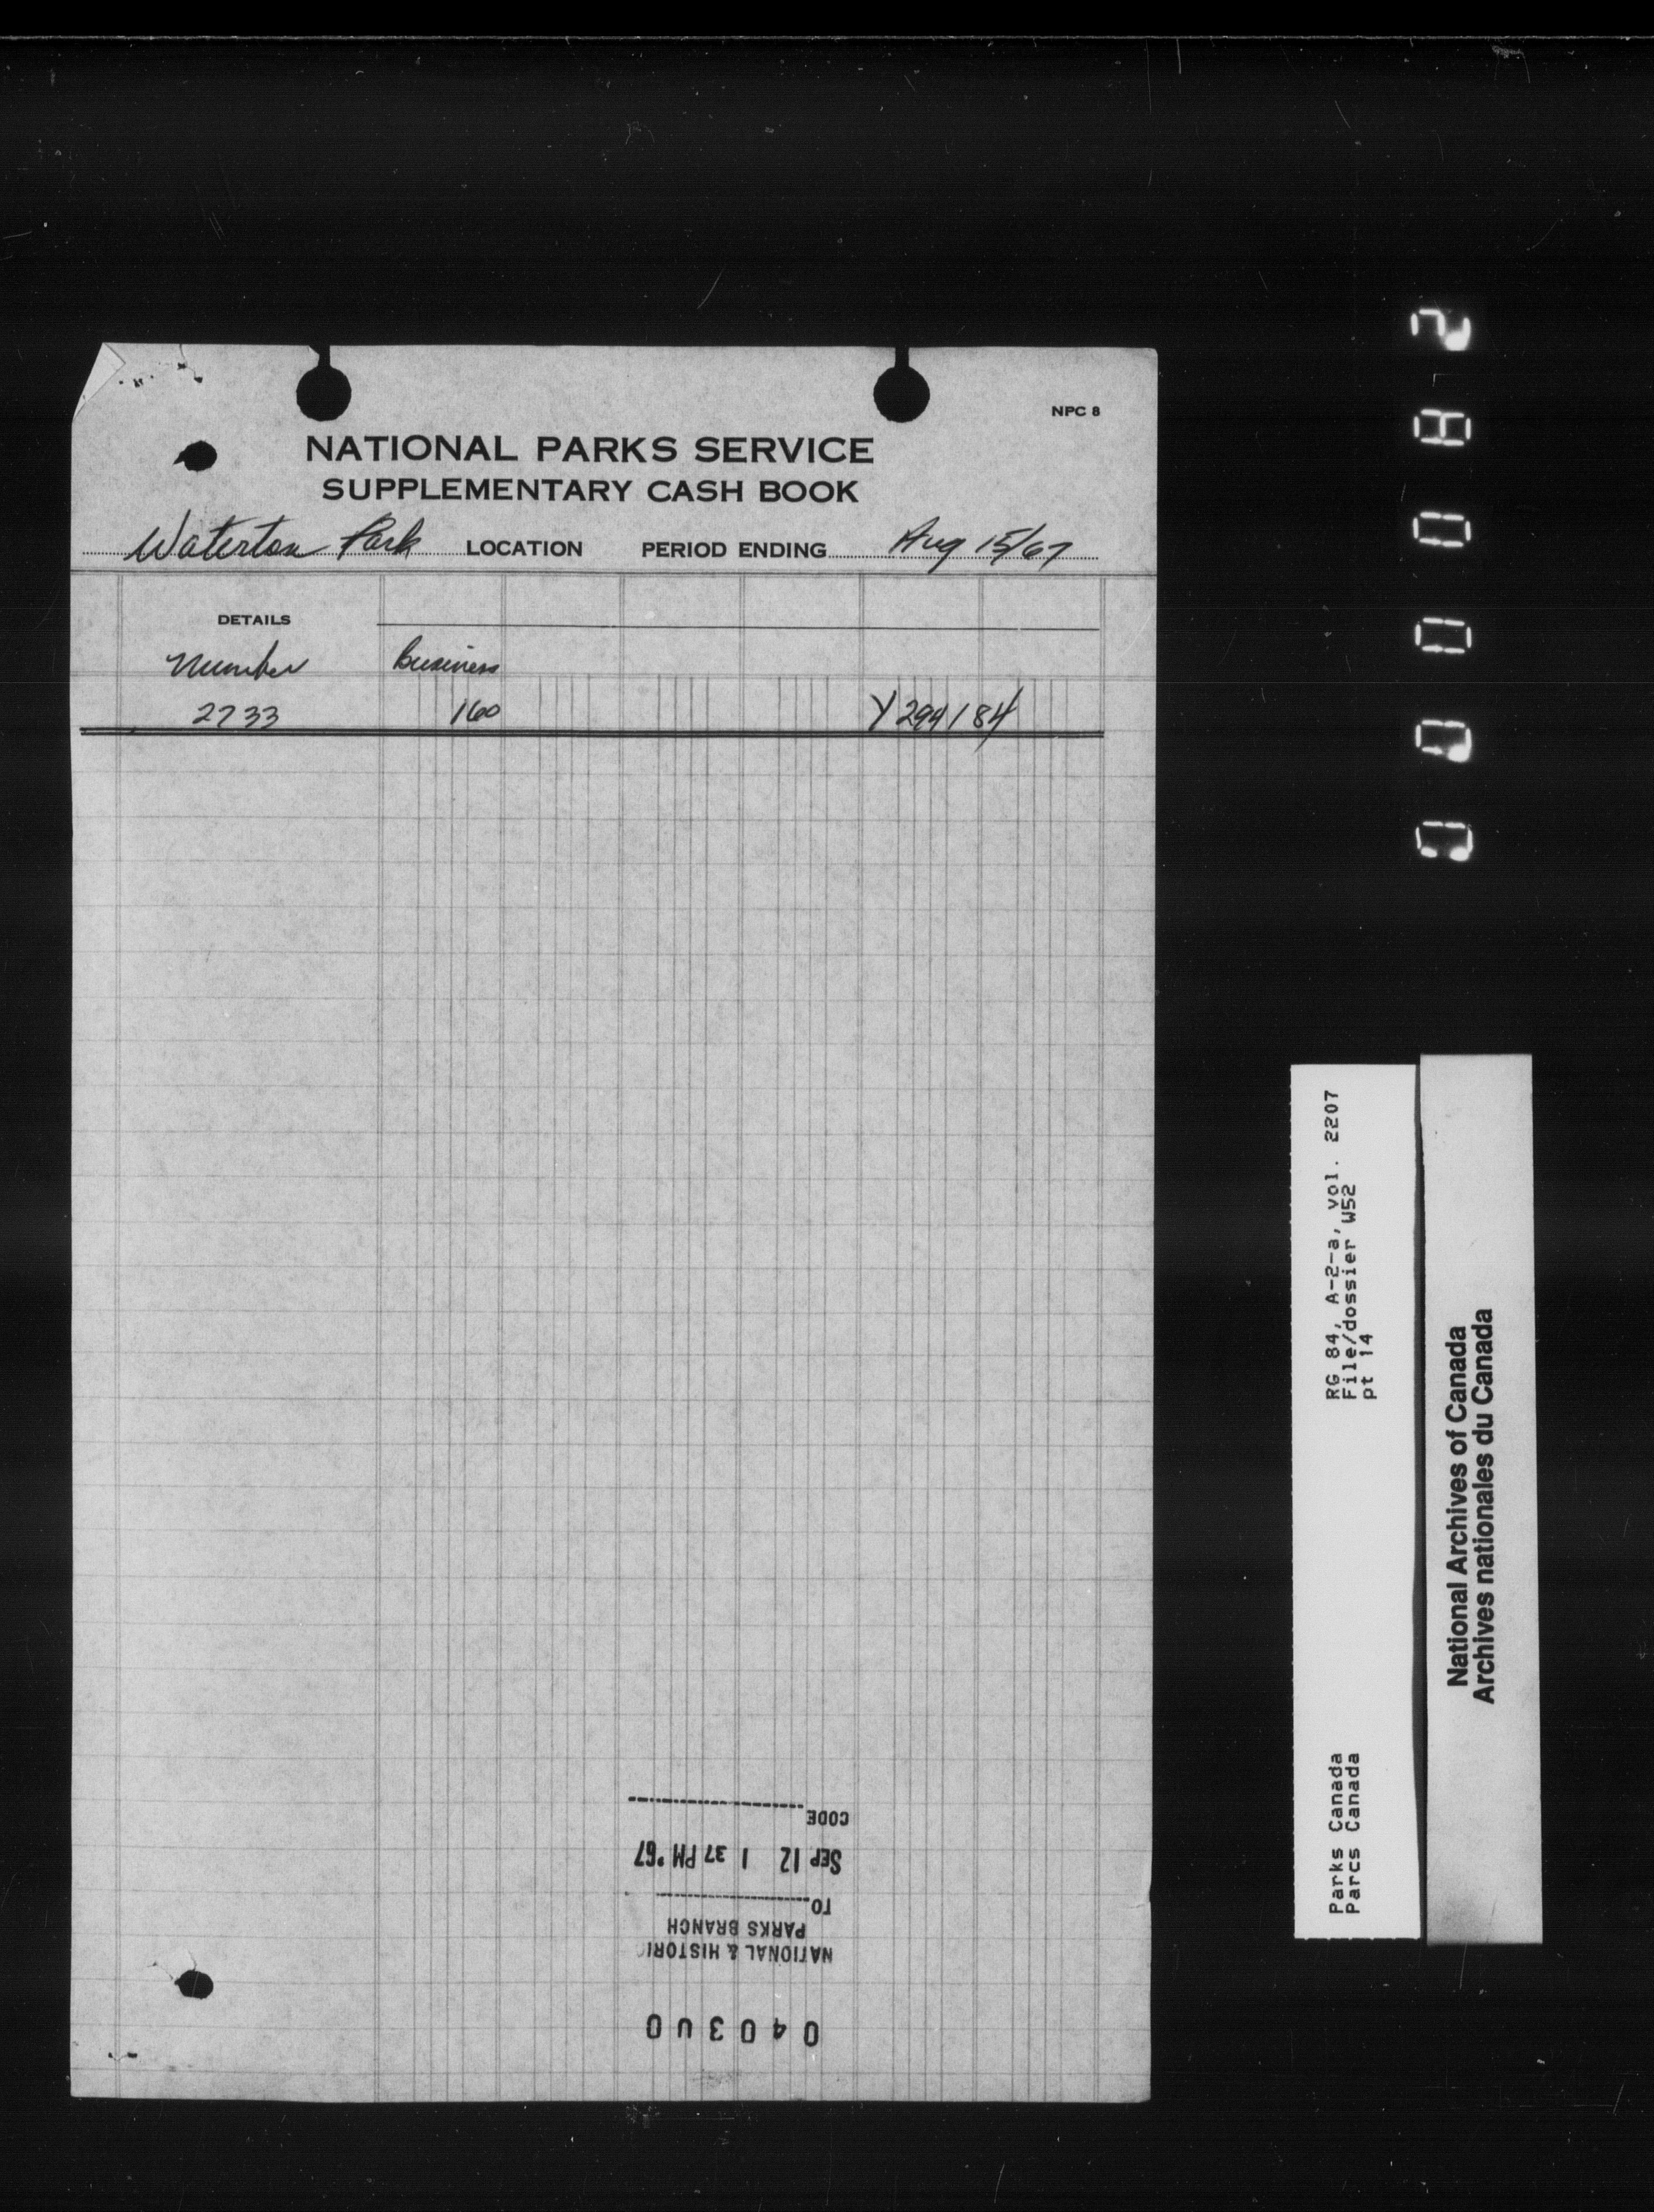 NPC 8
NATIONAL PARKS SERVICE
SUPPLEMENTARY CASH BOOK
Waterton Park LOCATION PERIOD ENDING Aug 15/67
DETAILS
Number Business
2733 160 Y 299184
CODE
SEP 12 1 37 PM '67
TO
PARKS BRANCH
NATIONAL & HISTORIC
040300
RG 84, A-2-a, vol. 2207
File/dossier W52
pt 14
Parks Canada
Parcs Canada
National Archives of Canada
Archives nationales du Canada